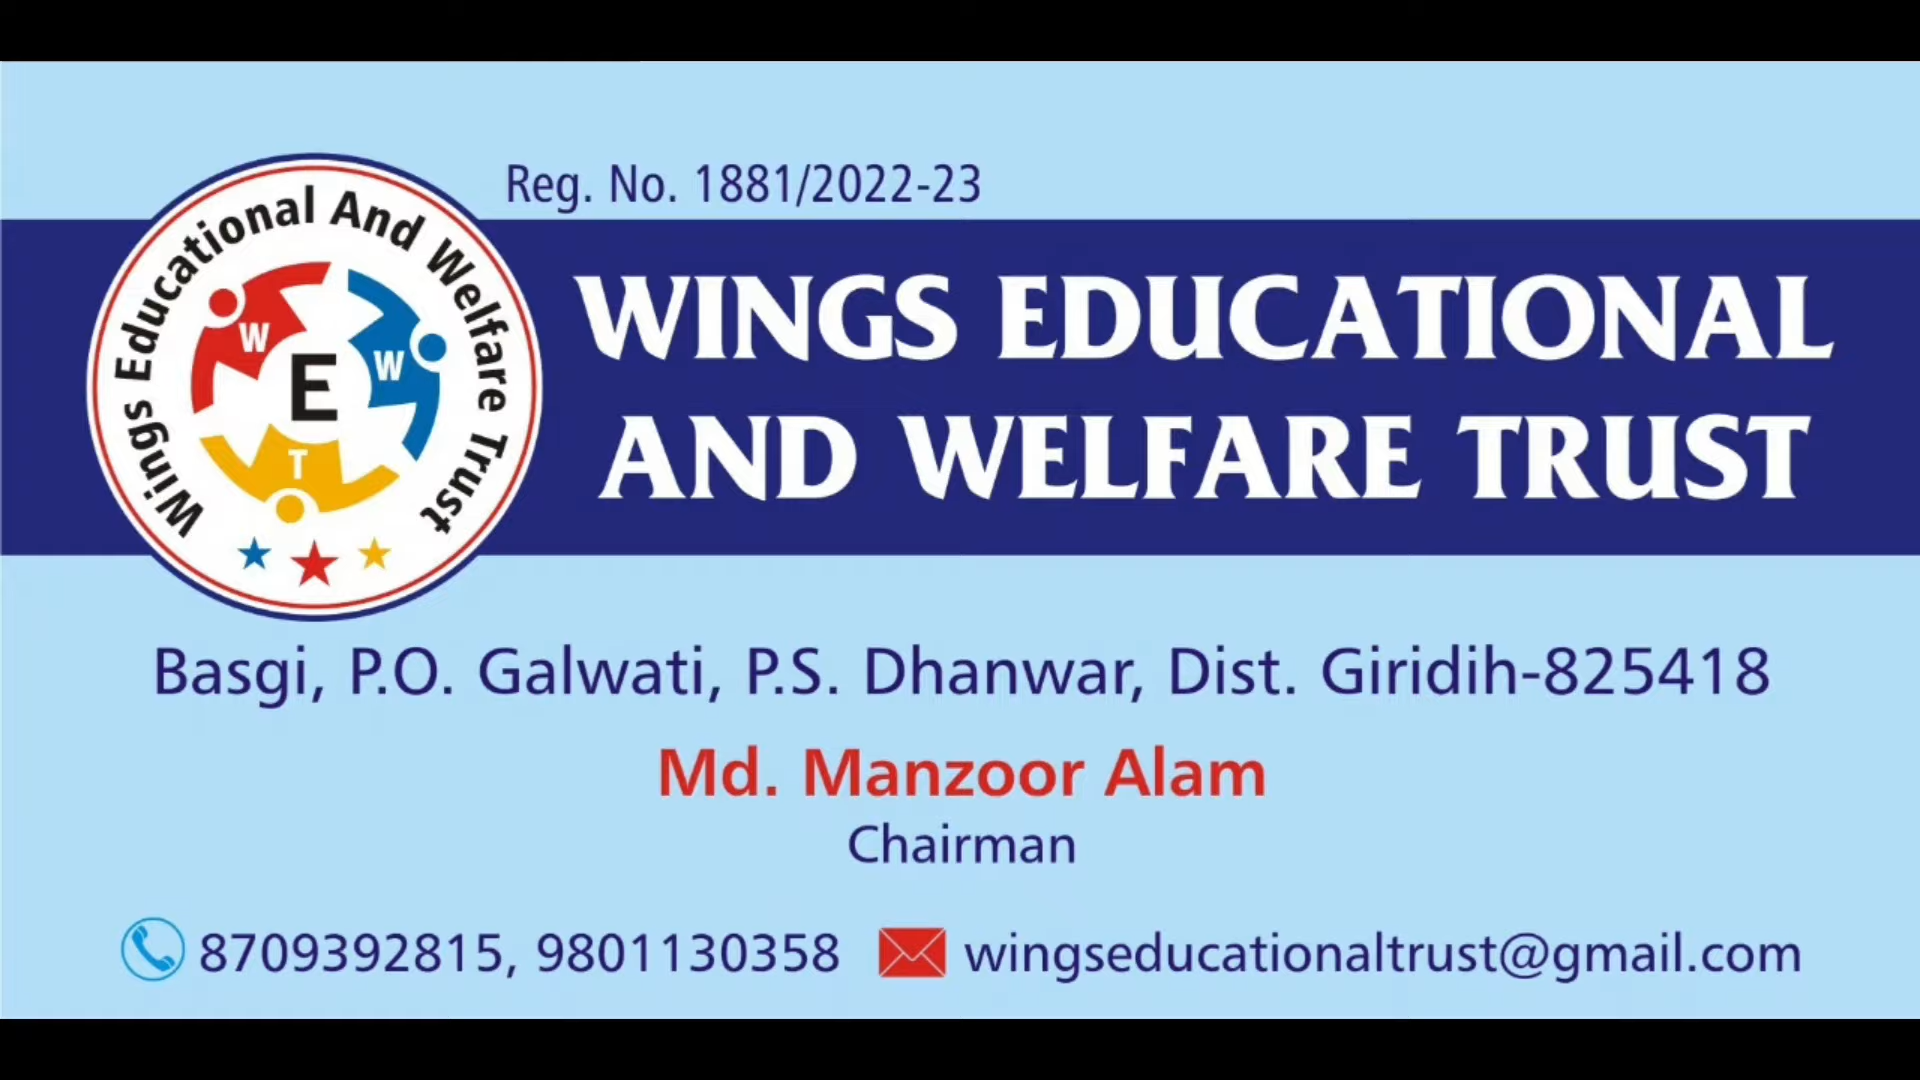 Reg. No. 1881/2022-23
Wings Educational And Welfare Trust
W
W
E
T
WINGS EDUCATIONAL
AND WELFARE TRUST
Basgi, P.O. Galwati, P.S. Dhanwar, Dist. Giridih-825418
Md. Manzoor Alam
Chairman
8709392815, 9801130358 wingseducationaltrust@gmail.com